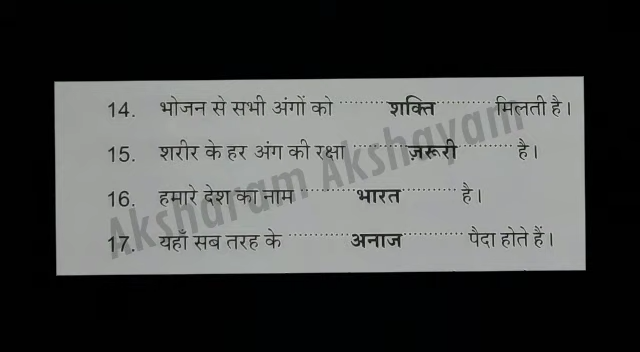 14. भोजन से सभी अंगों को ········ शक्ति ········ मिलती है।
15. शरीर के हर अंग की रक्षा ········ ज़रूरी ········ है।
16. हमारे देश का नाम ········ भारत ········ है।
17. यहाँ सब तरह के ········ अनाज ········ पैदा होते हैं।
Aksharam Akshayam